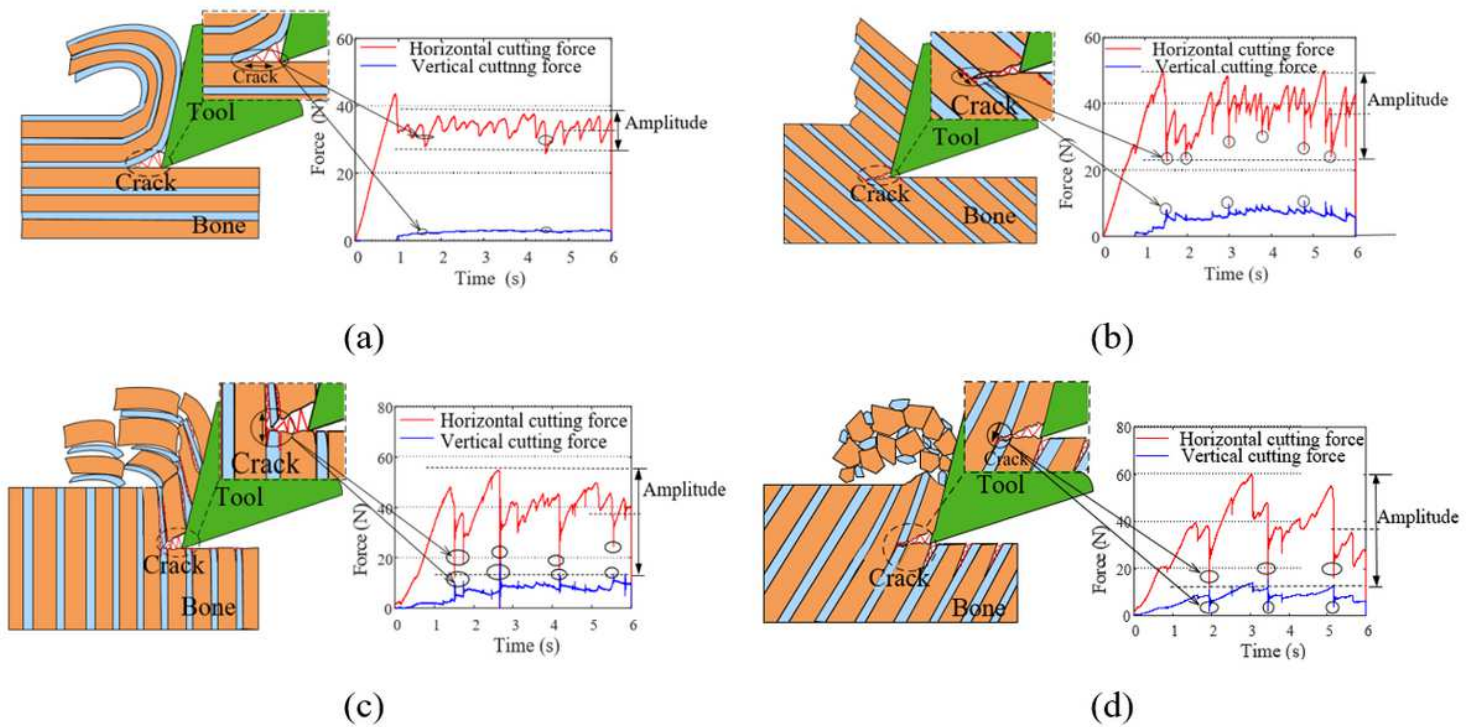 Crack
Tool
Crack
Bone
60
40
20
0
Force (N)
Horizontal cutting force
Vertical cuttnng force
Amplitude
0 1 2 3 4 5 6
Time (s)
(a)
Crack
Tool
Crack
Bone
100
80
60
40
20
0
Force (N)
Horizontal cutting force
Vertical cutting force
Amplitude
0 1 2 3 4 5 6
Time (s)
(b)
Crack
Tool
Crack
Bone
80
60
40
20
0
Force (N)
Horizontal cutting force
Vertical cutting force
Amplitude
0 1 2 3 4 5 6
Time (s)
(c)
Crack
Tool
Crack
Bone
80
60
40
20
0
Force (N)
Horizontal cutting force
Vertical cutting force
Amplitude
0 1 2 3 4 5 6
Time (s)
(d)